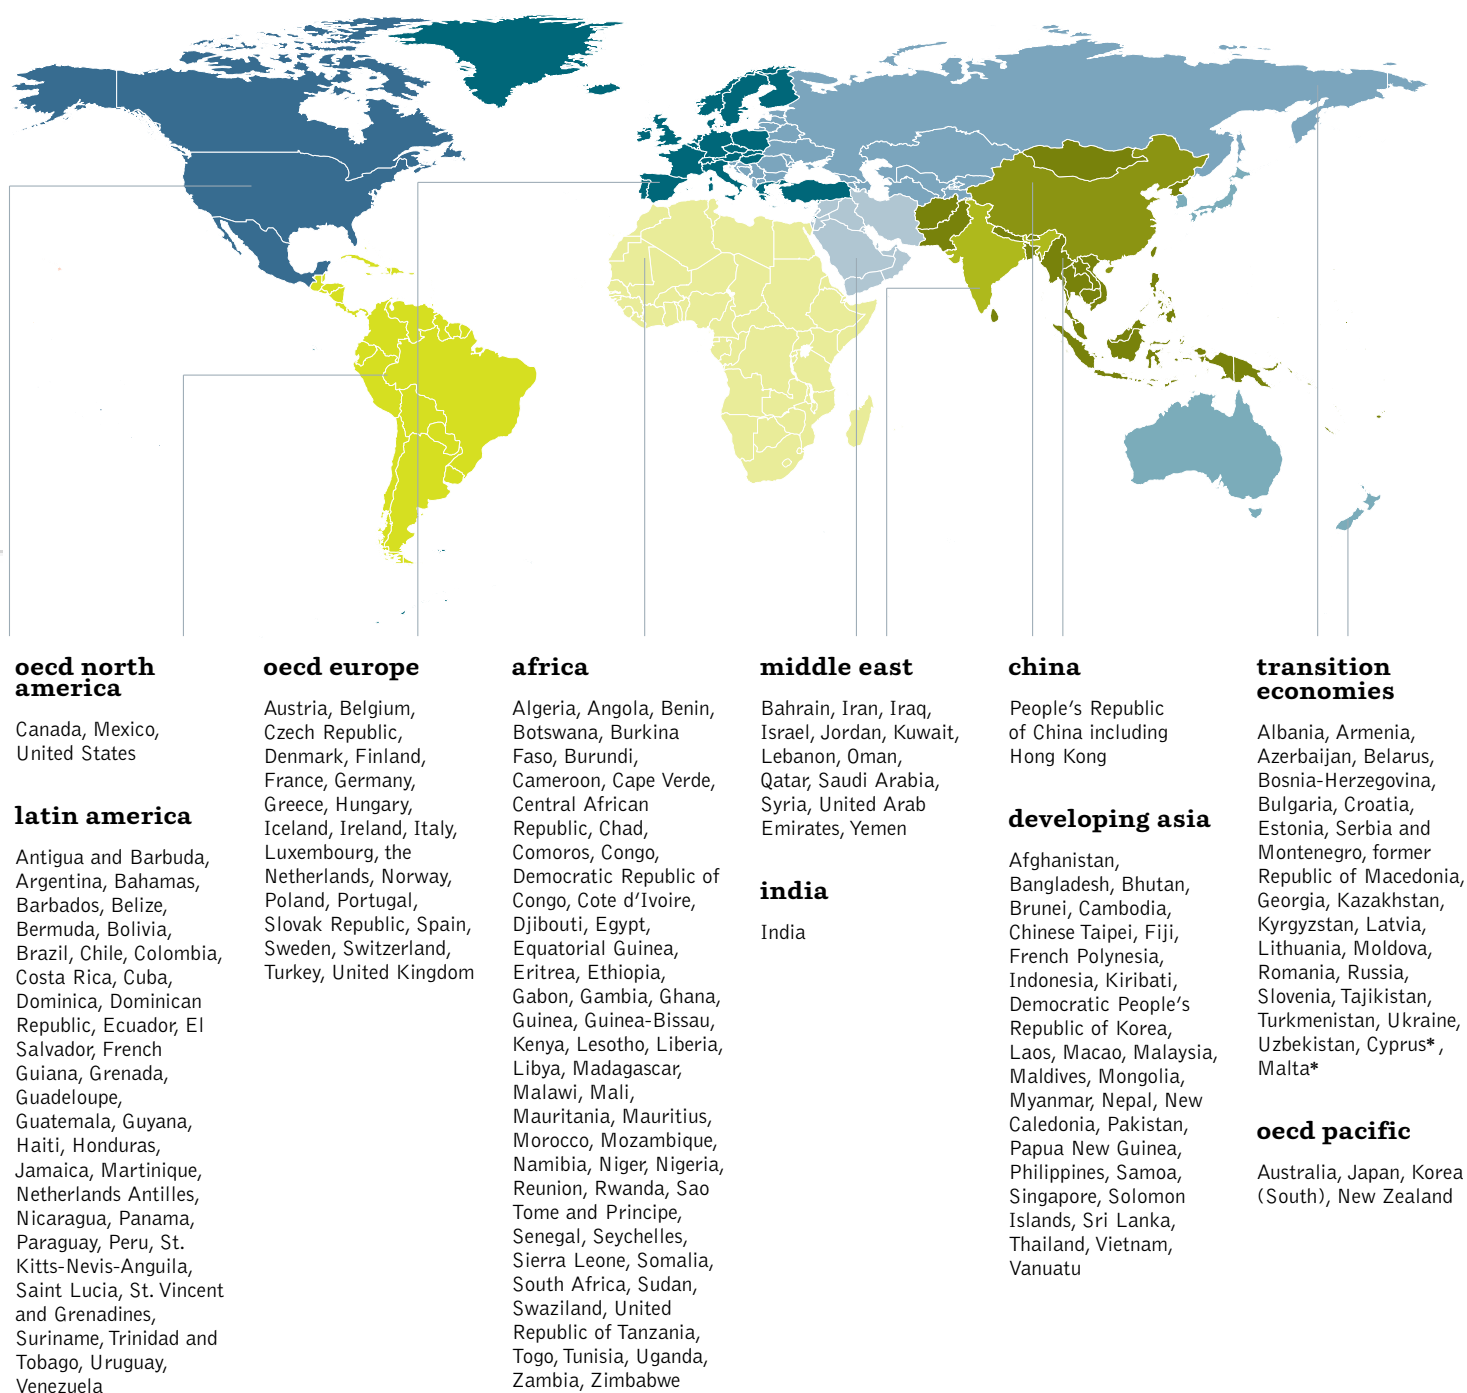 oecd north
america
Canada, Mexico,
United States
latin america
Antigua and Barbuda,
Argentina, Bahamas,
Barbados, Belize,
Bermuda, Bolivia,
Brazil, Chile, Colombia,
Costa Rica, Cuba,
Dominica, Dominican
Republic, Ecuador, El
Salvador, French
Guiana, Grenada,
Guadeloupe,
Guatemala, Guyana,
Haiti, Honduras,
Jamaica, Martinique,
Netherlands Antilles,
Nicaragua, Panama,
Paraguay, Peru, St.
Kitts-Nevis-Anguila,
Saint Lucia, St. Vincent
and Grenadines,
Suriname, Trinidad and
Tobago, Uruguay,
Venezuela
oecd europe
Austria, Belgium,
Czech Republic,
Denmark, Finland,
France, Germany,
Greece, Hungary,
Iceland, Ireland, Italy,
Luxembourg, the
Netherlands, Norway,
Poland, Portugal,
Slovak Republic, Spain,
Sweden, Switzerland,
Turkey, United Kingdom
africa
Algeria, Angola, Benin,
Botswana, Burkina
Faso, Burundi,
Cameroon, Cape Verde,
Central African
Republic, Chad,
Comoros, Congo,
Democratic Republic of
Congo, Cote d'Ivoire,
Djibouti, Egypt,
Equatorial Guinea,
Eritrea, Ethiopia,
Gabon, Gambia, Ghana,
Guinea, Guinea-Bissau,
Kenya, Lesotho, Liberia,
Libya, Madagascar,
Malawi, Mali,
Mauritania, Mauritius,
Morocco, Mozambique,
Namibia, Niger, Nigeria,
Reunion, Rwanda, Sao
Tome and Principe,
Senegal, Seychelles,
Sierra Leone, Somalia,
South Africa, Sudan,
Swaziland, United
Republic of Tanzania,
Togo, Tunisia, Uganda,
Zambia, Zimbabwe
middle east
Bahrain, Iran, Iraq,
Israel, Jordan, Kuwait,
Lebanon, Oman,
Qatar, Saudi Arabia,
Syria, United Arab
Emirates, Yemen
india
India
china
People's Republic
of China including
Hong Kong
developing asia
Afghanistan,
Bangladesh, Bhutan,
Brunei, Cambodia,
Chinese Taipei, Fiji,
French Polynesia,
Indonesia, Kiribati,
Democratic People's
Republic of Korea,
Laos, Macao, Malaysia,
Maldives, Mongolia,
Myanmar, Nepal, New
Caledonia, Pakistan,
Papua New Guinea,
Philippines, Samoa,
Singapore, Solomon
Islands, Sri Lanka,
Thailand, Vietnam,
Vanuatu
transition
economies
Albania, Armenia,
Azerbaijan, Belarus,
Bosnia-Herzegovina,
Bulgaria, Croatia,
Estonia, Serbia and
Montenegro, former
Republic of Macedonia,
Georgia, Kazakhstan,
Kyrgyzstan, Latvia,
Lithuania, Moldova,
Romania, Russia,
Slovenia, Tajikistan,
Turkmenistan, Ukraine,
Uzbekistan, Cyprus*,
Malta*
oecd pacific
Australia, Japan, Korea
(South), New Zealand